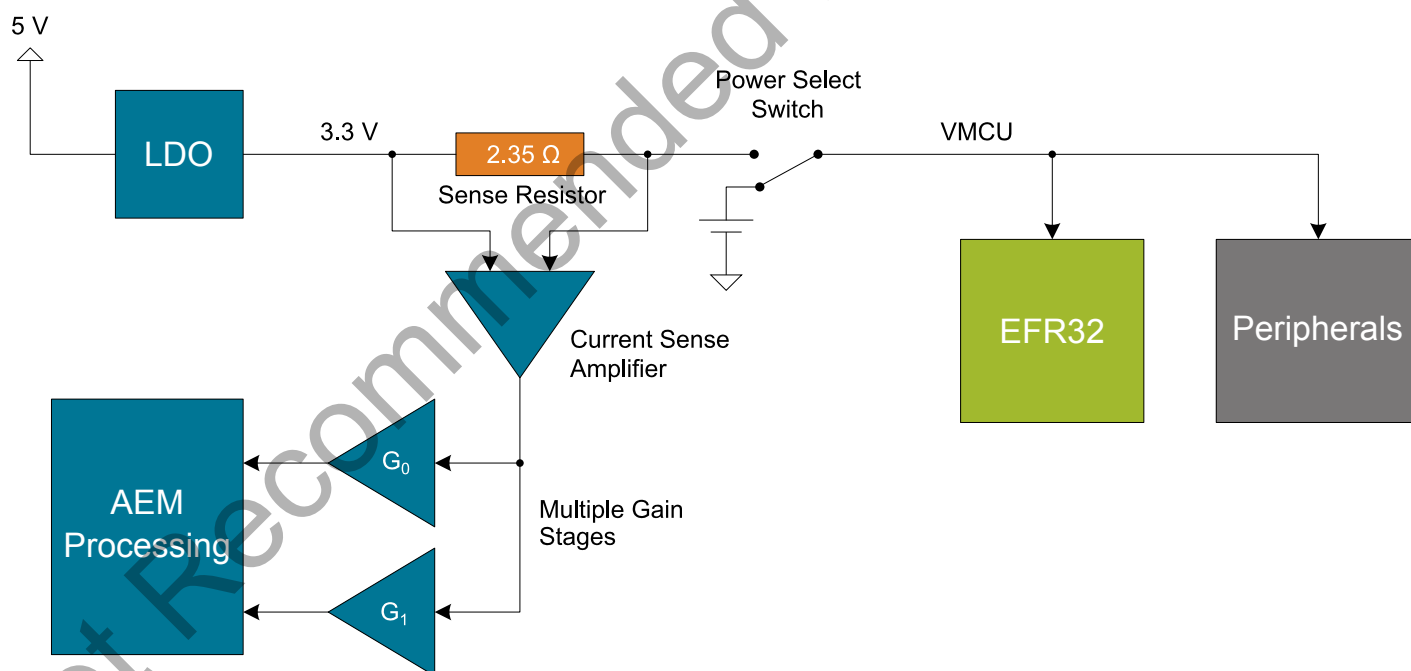 5 V
Power Select
Switch
LDO
3.3 V
2.35 Ω
VMCU
Sense Resistor
Current Sense
Amplifier
EFR32
Peripherals
G0
AEM
Processing
Multiple Gain
Stages
G1
Recommended